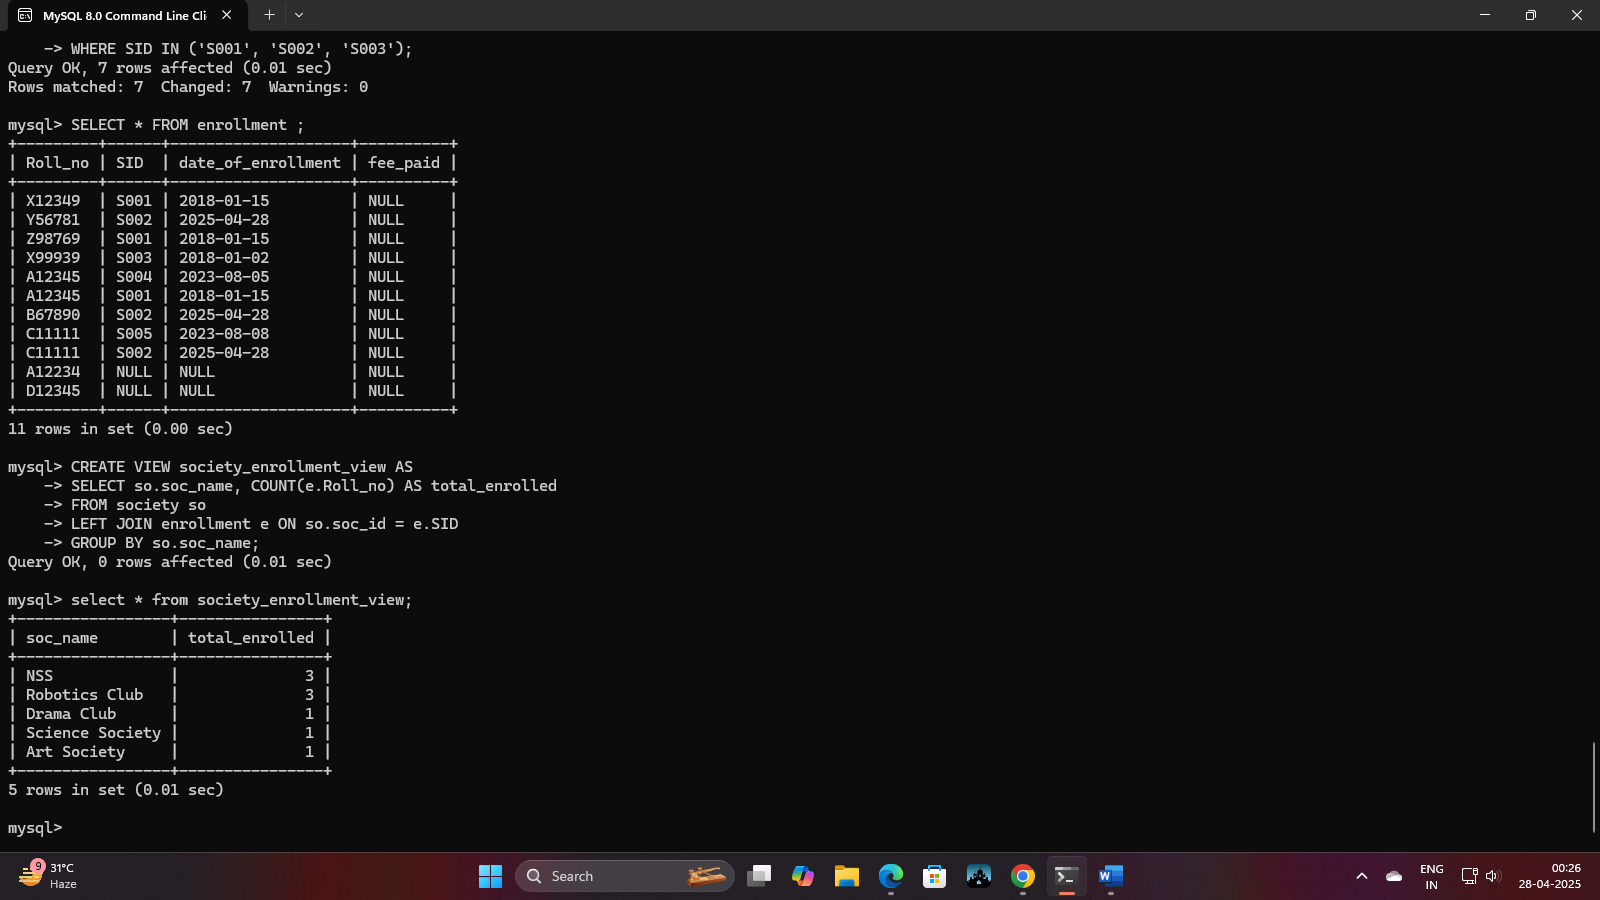 MySQL 8.0 Command Line Cli
-> WHERE SID IN ('S001', 'S002', 'S003');
Query OK, 7 rows affected (0.01 sec)
Rows matched: 7  Changed: 7  Warnings: 0
mysql> SELECT * FROM enrollment ;
+---------+------+--------------------+----------+
| Roll_no | SID  | date_of_enrollment | fee_paid |
+---------+------+--------------------+----------+
| X12349  | S001 | 2018-01-15         | NULL     |
| Y56781  | S002 | 2025-04-28         | NULL     |
| Z98769  | S001 | 2018-01-15         | NULL     |
| X99939  | S003 | 2018-01-02         | NULL     |
| A12345  | S004 | 2023-08-05         | NULL     |
| A12345  | S001 | 2018-01-15         | NULL     |
| B67890  | S002 | 2025-04-28         | NULL     |
| C11111  | S005 | 2023-08-08         | NULL     |
| C11111  | S002 | 2025-04-28         | NULL     |
| A12234  | NULL | NULL               | NULL     |
| D12345  | NULL | NULL               | NULL     |
+---------+------+--------------------+----------+
11 rows in set (0.00 sec)
mysql> CREATE VIEW society_enrollment_view AS
-> SELECT so.soc_name, COUNT(e.Roll_no) AS total_enrolled
-> FROM society so
-> LEFT JOIN enrollment e ON so.soc_id = e.SID
-> GROUP BY so.soc_name;
Query OK, 0 rows affected (0.01 sec)
mysql> select * from society_enrollment_view;
+-----------------+----------------+
| soc_name        | total_enrolled |
+-----------------+----------------+
| NSS             |              3 |
| Robotics Club   |              3 |
| Drama Club      |              1 |
| Science Society |              1 |
| Art Society     |              1 |
+-----------------+----------------+
5 rows in set (0.01 sec)
mysql>
9
31°C
Haze
Search
ENG
IN
00:26
28-04-2025